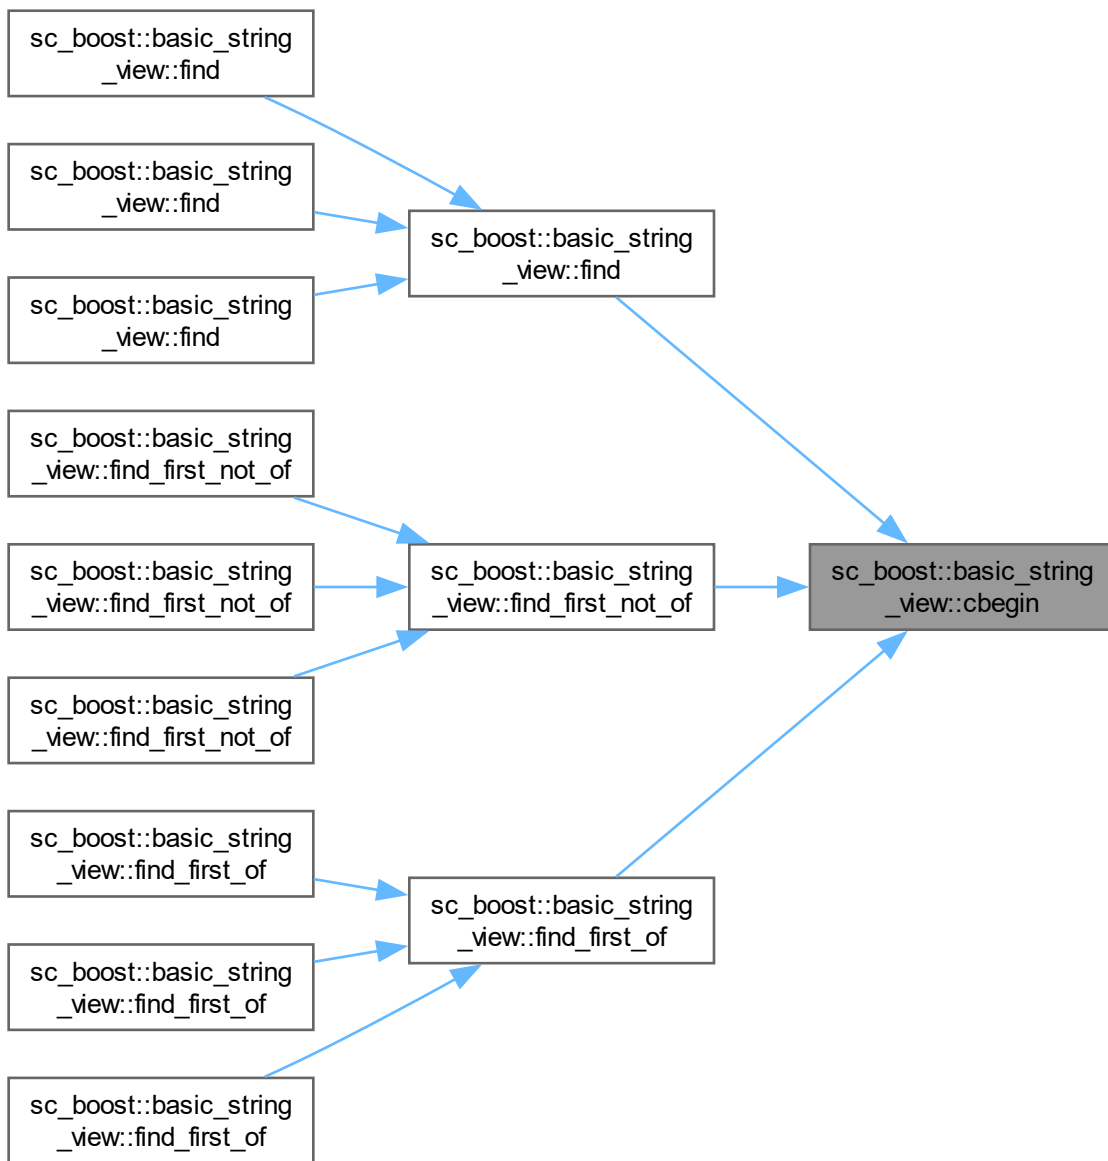 sc_boost::basic_string
_view::find
sc_boost::basic_string
_view::find
sc_boost::basic_string
_view::find
sc_boost::basic_string
_view::find
sc_boost::basic_string
_view::find_first_not_of
sc_boost::basic_string
_view::find_first_not_of
sc_boost::basic_string
_view::find_first_not_of
sc_boost::basic_string
_view::cbegin
sc_boost::basic_string
_view::find_first_not_of
sc_boost::basic_string
_view::find_first_of
sc_boost::basic_string
_view::find_first_of
sc_boost::basic_string
_view::find_first_of
sc_boost::basic_string
_view::find_first_of